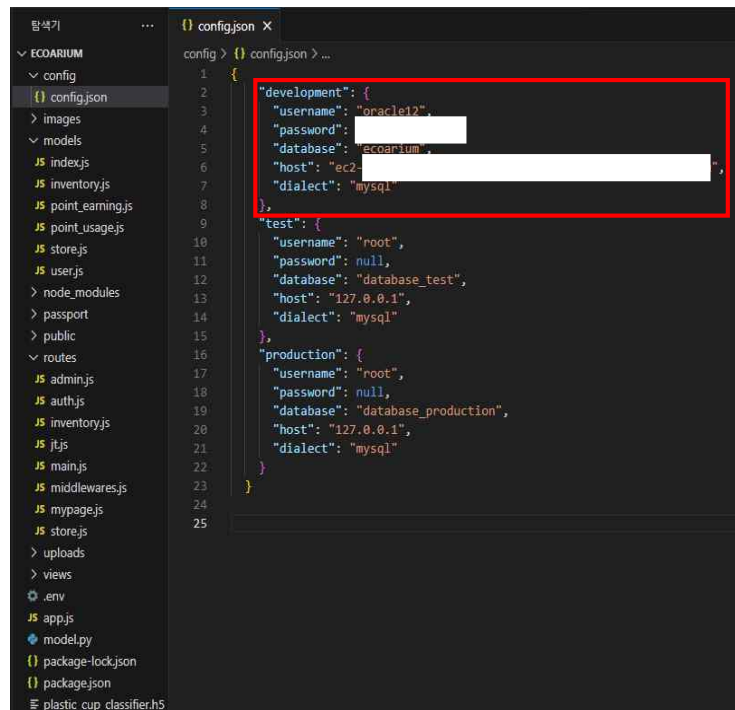 탐색기 ...
ECOARIUM
config
{} config.json
images
models
JS index.js
JS inventory.js
JS point_earning.js
JS point_usage.js
JS store.js
JS user.js
node_modules
passport
public
routes
JS admin.js
JS auth.js
JS inventory.js
JS jt.js
JS main.js
JS middlewares.js
JS mypage.js
JS store.js
uploads
views
.env
JS app.js
model.py
{} package-lock.json
{} package.json
plastic_cup_classifier.h5
{} config.json ×
config > {} config.json > ...
1 {
2 "development": {
3 "username": "oracle12",
4 "password":
5 "database": "ecoarium",
6 "host": "ec2- ",
7 "dialect": "mysql"
8 },
9 "test": {
10 "username": "root",
11 "password": null,
12 "database": "database_test",
13 "host": "127.0.0.1",
14 "dialect": "mysql"
15 },
16 "production": {
17 "username": "root",
18 "password": null,
19 "database": "database_production",
20 "host": "127.0.0.1",
21 "dialect": "mysql"
22 }
23 }
24
25